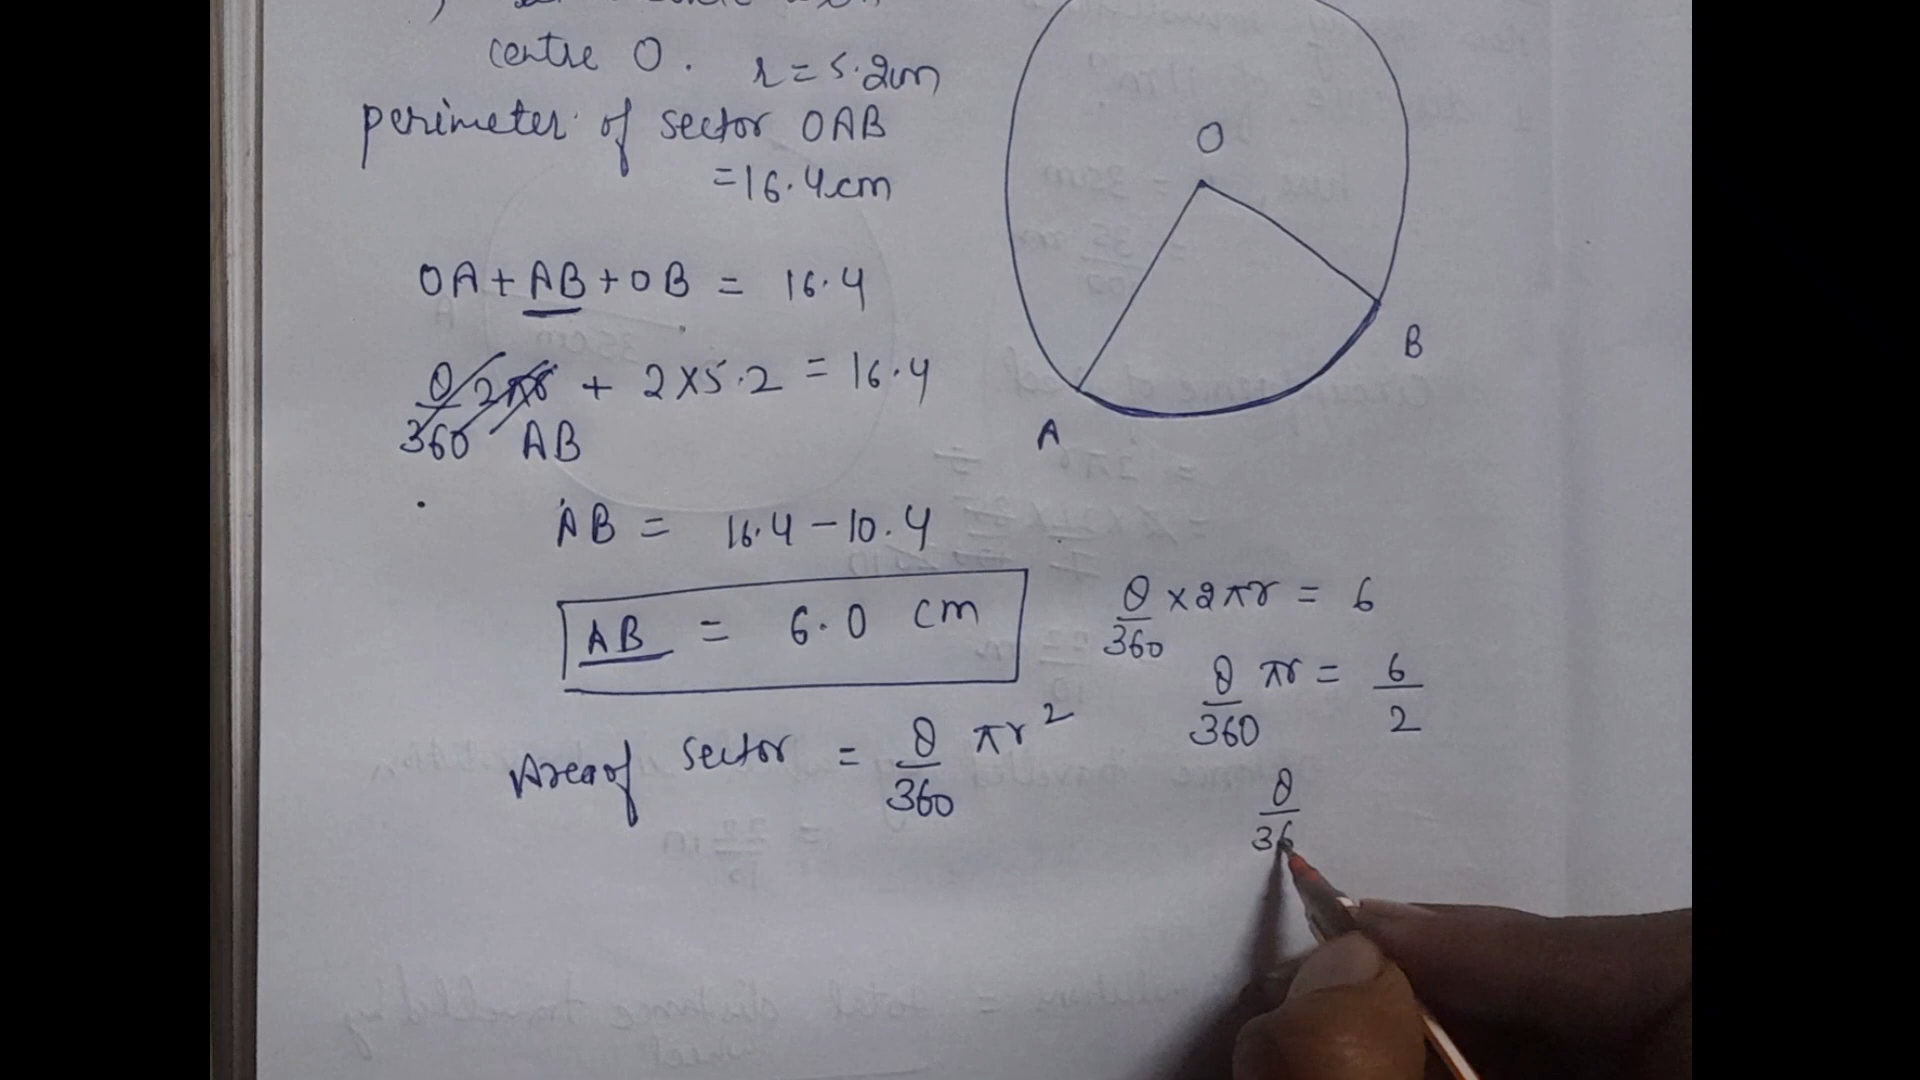 centre O. r = 5.2cm
perimeter of sector OAB
= 16.4cm
O
B
A
OA + AB + OB = 16.4
θ/360 2πr + 2×5.2 = 16.4
AB
AB = 16.4 - 10.4
AB = 6.0 cm
Area of sector = θ/360 πr²
θ/360 × 2πr = 6
θ/360 πr = 6/2
θ/36